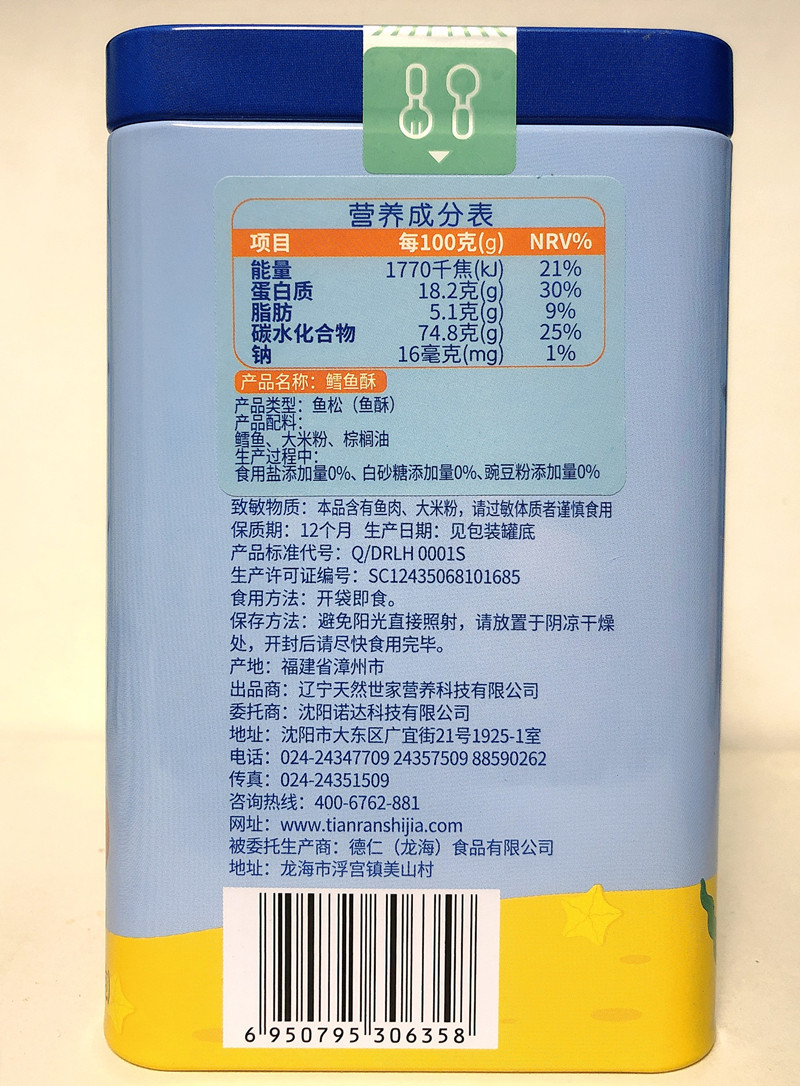 营养成分表
项目 每100克(g) NRV%
能量 1770千焦(kJ) 21%
蛋白质 18.2克(g) 30%
脂肪 5.1克(g) 9%
碳水化合物 74.8克(g) 25%
钠 16毫克(mg) 1%
产品名称：鳕鱼酥
产品类型：鱼松（鱼酥）
产品配料：
鳕鱼、大米粉、棕榈油
生产过程中：
食用盐添加量0%、白砂糖添加量0%、豌豆粉添加量0%
致敏物质：本品含有鱼肉、大米粉，请过敏体质者谨慎食用
保质期：12个月 生产日期：见包装罐底
产品标准代号：Q/DRLH 0001S
生产许可证编号：SC12435068101685
食用方法：开袋即食。
保存方法：避免阳光直接照射，请放置于阴凉干燥
处，开封后请尽快食用完毕。
产地：福建省漳州市
出品商：辽宁天然世家营养科技有限公司
委托商：沈阳诺达科技有限公司
地址：沈阳市大东区广宜街21号1925-1室
电话：024-24347709 24357509 88590262
传真：024-24351509
咨询热线：400-6762-881
网址：www.tianranshijia.com
被委托生产商：德仁（龙海）食品有限公司
地址：龙海市浮宫镇美山村
6 950795 306358